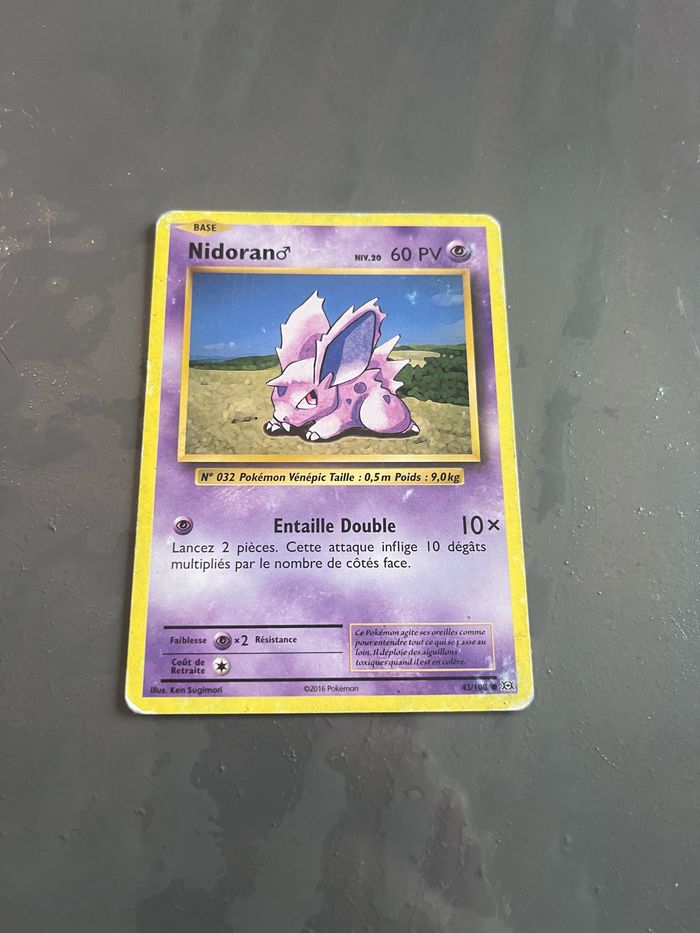 BASE
Nidoran♂ NIV.20 60 PV
N° 032 Pokémon Vénépic Taille : 0,5 m Poids : 9,0 kg
Entaille Double 10×
Lancez 2 pièces. Cette attaque inflige 10 dégâts
multipliés par le nombre de côtés face.
Faiblesse ×2 Résistance
Coût de
Retraite
Ce Pokémon agite ses oreilles comme
pour entendre tout ce qui se passe au
loin. Il déploie des aiguillons
toxiques quand il est en colère.
Illus. Ken Sugimori ©2016 Pokémon 43/108